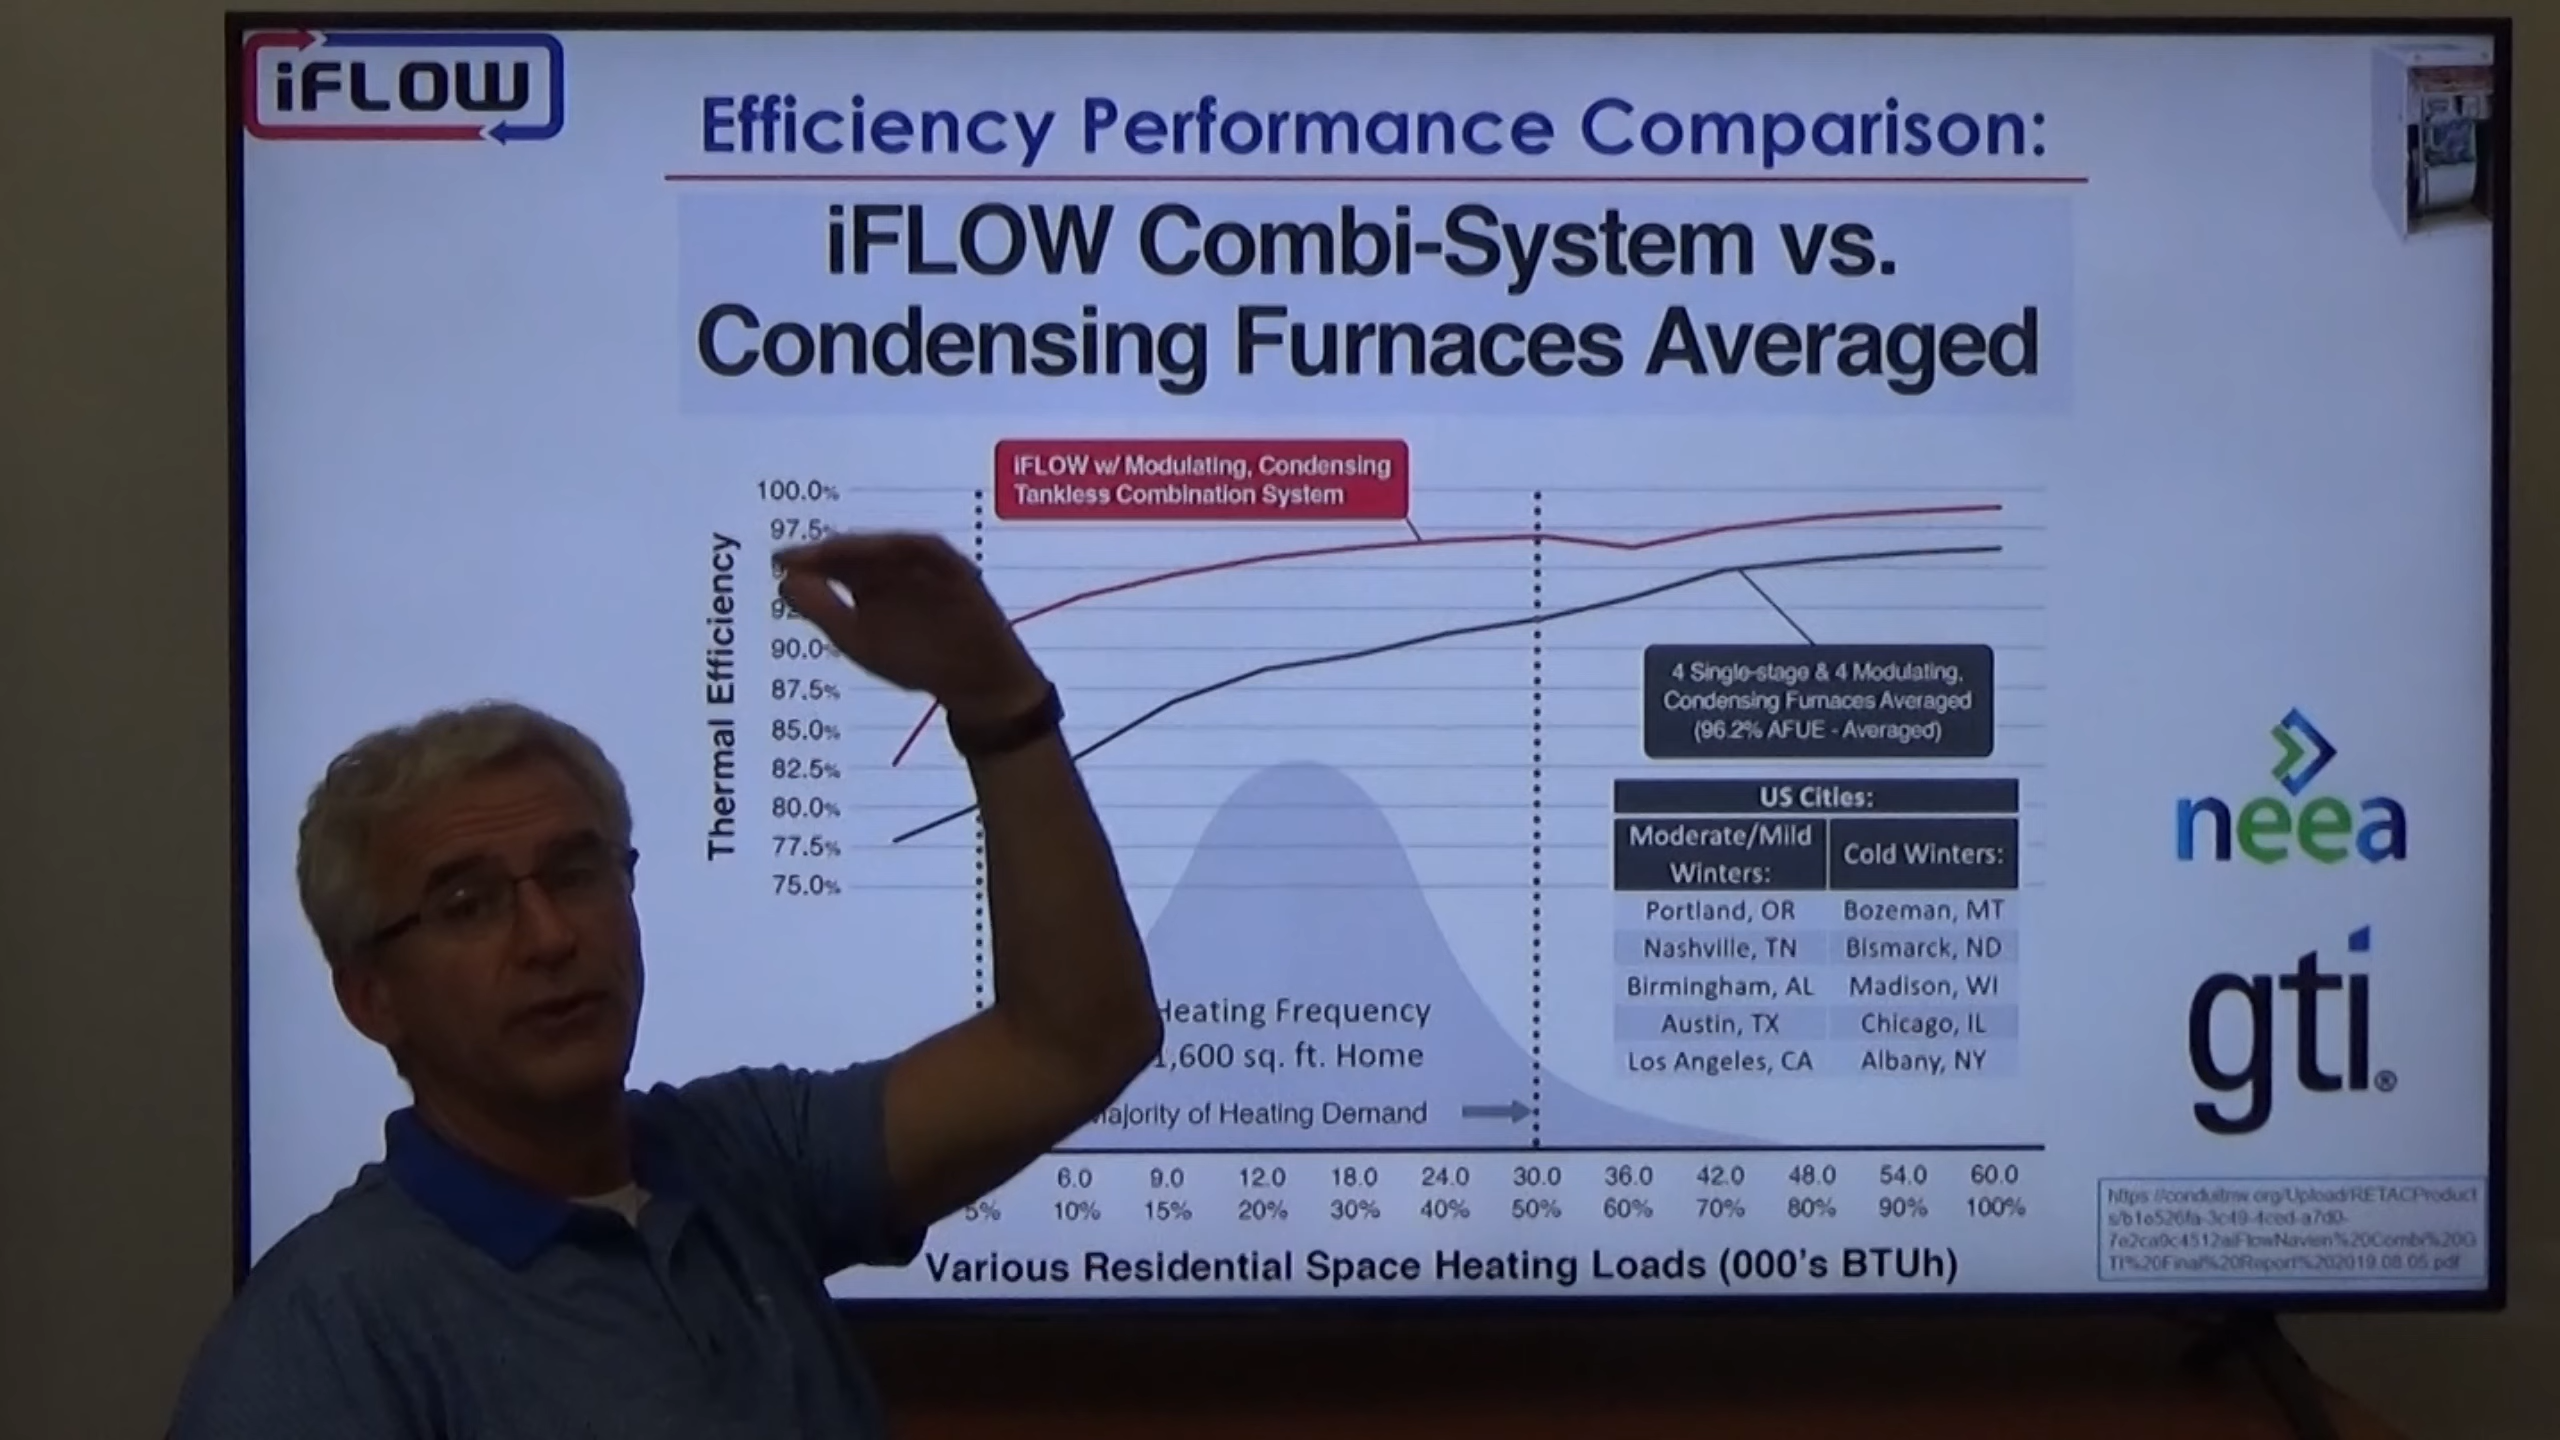 iFLOW
Efficiency Performance Comparison:
iFLOW Combi-System vs.
Condensing Furnaces Averaged
iFLOW w/ Modulating, Condensing
Tankless Combination System
100.0%
97.5%
90.0%
87.5%
85.0%
82.5%
80.0%
77.5%
75.0%
Thermal Efficiency
4 Single-stage & 4 Modulating,
Condensing Furnaces Averaged
(96.2% AFUE - Averaged)
US Cities:
Moderate/Mild Winters:
Cold Winters:
Portland, OR Bozeman, MT
Nashville, TN Bismarck, ND
Birmingham, AL Madison, WI
Austin, TX Chicago, IL
Los Angeles, CA Albany, NY
Heating Frequency
1,600 sq. ft. Home
of Heating Demand
6.0 9.0 12.0 18.0 24.0 30.0 36.0 42.0 48.0 54.0 60.0
5% 10% 15% 20% 30% 40% 50% 60% 70% 80% 90% 100%
Various Residential Space Heating Loads (000's BTUh)
neea
gti®